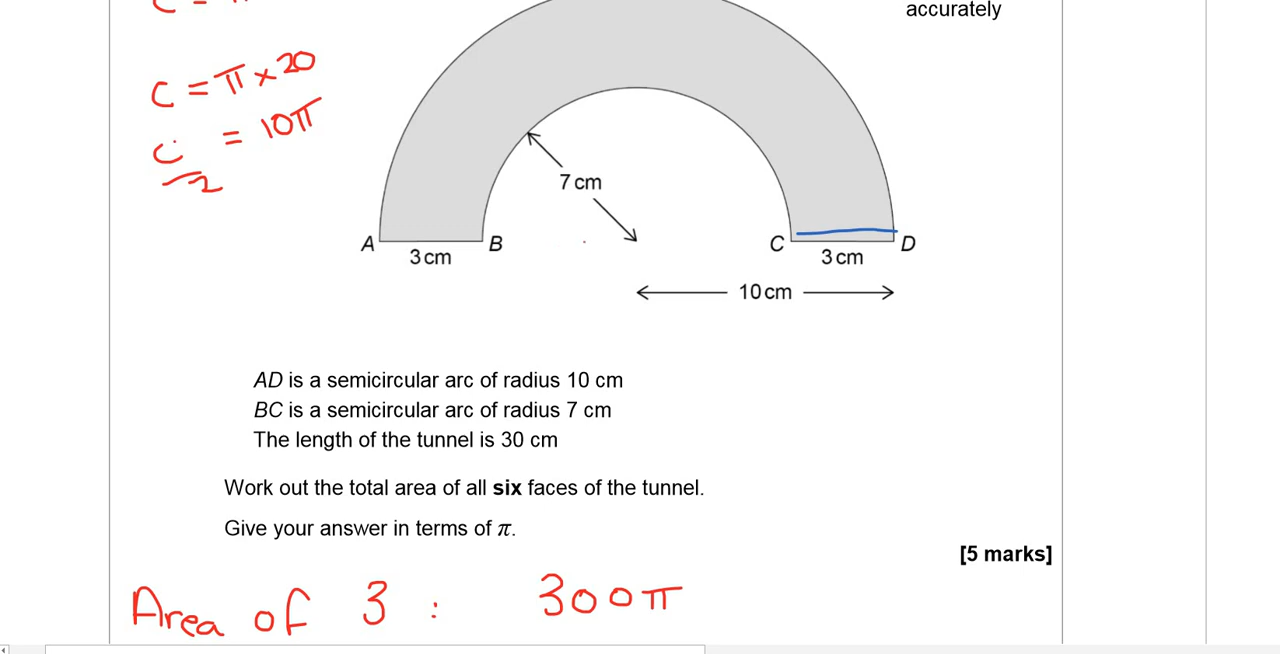 accurately
C = π × 20
C/2 = 10π
7 cm
A
B
C
D
3 cm
3 cm
10 cm
AD is a semicircular arc of radius 10 cm
BC is a semicircular arc of radius 7 cm
The length of the tunnel is 30 cm
Work out the total area of all six faces of the tunnel.
Give your answer in terms of π.
[5 marks]
Area of 3 : 300π